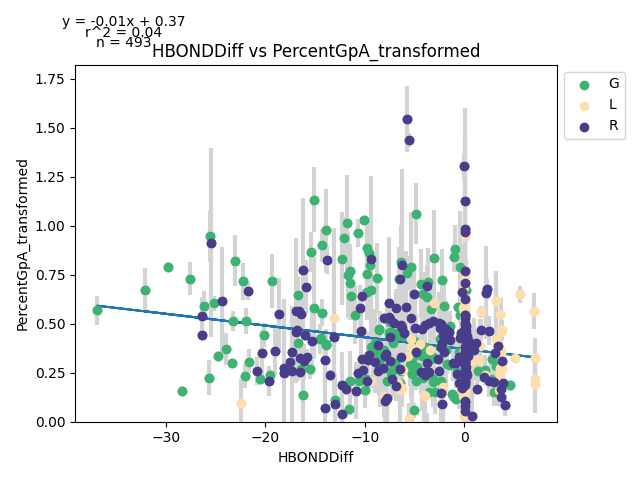 y = -0.01x + 0.37
r^2 = 0.04
n = 493
HBONDDiff vs PercentGpA_transformed
G
L
R
PercentGpA_transformed
1.75
1.50
1.25
1.00
0.75
0.50
0.25
0.00
−30 −20 −10 0
HBONDDiff